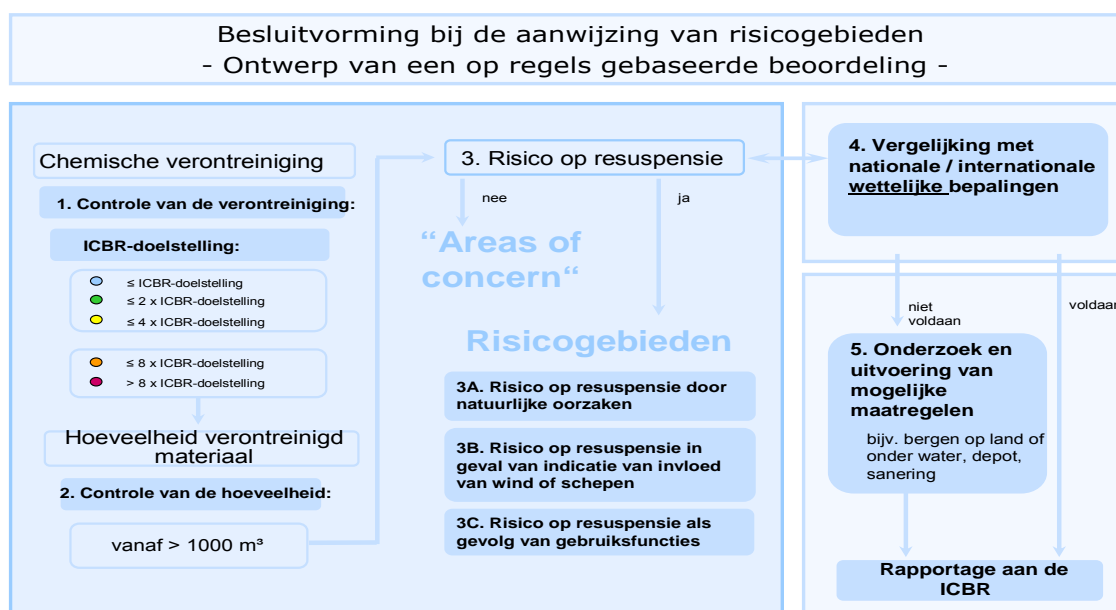 Besluitvorming bij de aanwijzing van risicogebieden
- Ontwerp van een op regels gebaseerde beoordeling -
Chemische verontreiniging
1. Controle van de verontreiniging:
ICBR-doelstelling:
≤ ICBR-doelstelling
≤ 2 x ICBR-doelstelling
≤ 4 x ICBR-doelstelling
≤ 8 x ICBR-doelstelling
> 8 x ICBR-doelstelling
Hoeveelheid verontreinigd
materiaal
2. Controle van de hoeveelheid:
vanaf > 1000 m³
3. Risico op resuspensie
nee
ja
“Areas of
concern“
Risicogebieden
3A. Risico op resuspensie door
natuurlijke oorzaken
3B. Risico op resuspensie in
geval van indicatie van invloed
van wind of schepen
3C. Risico op resuspensie als
gevolg van gebruiksfuncties
4. Vergelijking met
nationale / internationale
wettelijke bepalingen
niet
voldaan
voldaan
5. Onderzoek en
uitvoering van
mogelijke
maatregelen
bijv. bergen op land of
onder water, depot,
sanering
Rapportage aan de
ICBR